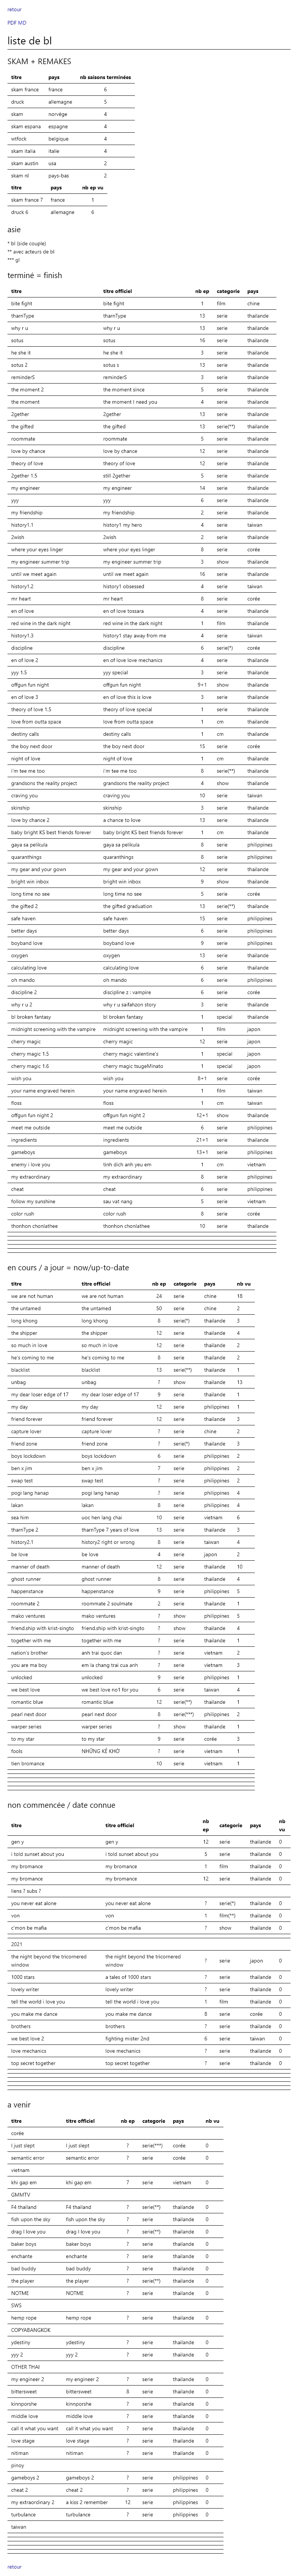 retour
PDF MD
liste de bl
SKAM + REMAKES
titre pays nb saisons terminées
skam france france 6
druck allemagne 5
skam norvège 4
skam espana espagne 4
wtfock belgique 4
skam italia italie 4
skam austin usa 2
skam nl pays-bas 2
titre pays nb ep vu
skam france 7 france 1
druck 6 allemagne 6
asie
* bl (side couple)
** avec acteurs de bl
*** gl
terminé = finish
titre titre officiel nb ep categorie pays
bite fight bite fight 1 film chine
tharnType tharnType 13 serie thailande
why r u why r u 13 serie thailande
sotus sotus 16 serie thailande
he she it he she it 3 serie thailande
sotus 2 sotus s 13 serie thailande
reminderS reminderS 3 serie thailande
the moment 2 the moment since 5 serie thailande
the moment the moment I need you 4 serie thailande
2gether 2gether 13 serie thailande
the gifted the gifted 13 serie(**) thailande
roommate roommate 5 serie thailande
love by chance love by chance 12 serie thailande
theory of love theory of love 12 serie thailande
2gether 1.5 still 2gether 5 serie thailande
my engineer my engineer 14 serie thailande
yyy yyy 6 serie thailande
my friendship my friendship 2 serie thailande
history1.1 history1 my hero 4 serie taiwan
2wish 2wish 2 serie thailande
where your eyes linger where your eyes linger 8 serie corée
my engineer summer trip my engineer summer trip 3 show thailande
until we meet again until we meet again 16 serie thailande
history1.2 history1 obsessed 4 serie taiwan
mr heart mr heart 8 serie corée
en of love en of love tossara 4 serie thailande
red wine in the dark night red wine in the dark night 1 film thailande
history1.3 history1 stay away from me 4 serie taiwan
discipline discipline 6 serie(*) corée
en of love 2 en of love love mechanics 4 serie thailande
yyy 1.5 yyy special 3 serie thailande
offgun fun night offgun fun night 9+1 show thailande
en of love 3 en of love this is love 3 serie thailande
theory of love 1.5 theory of love special 1 serie thailande
love from outta space love from outta space 1 cm thailande
destiny calls destiny calls 1 cm thailande
the boy next door the boy next door 15 serie corée
night of love night of love 1 cm thailande
i'm tee me too i'm tee me too 8 serie(**) thailande
grandsons the reality project grandsons the reality project 4 show thailande
craving you craving you 10 serie taiwan
skinship skinship 3 serie thailande
love by chance 2 a chance to love 13 serie thailande
baby bright KS best friends forever baby bright KS best friends forever 1 cm thailande
gaya sa pelikula gaya sa pelikula 8 serie philippines
quaranthings quaranthings 8 serie philippines
my gear and your gown my gear and your gown 12 serie thailande
bright win inbox bright win inbox 9 show thailande
long time no see long time no see 5 serie corée
the gifted 2 the gifted graduation 13 serie(**) thailande
safe haven safe haven 15 serie philippines
better days better days 6 serie philippines
boyband love boyband love 9 serie philippines
oxygen oxygen 13 serie thailande
calculating love calculating love 6 serie thailande
oh mando oh mando 6 serie philippines
discipline 2 discipline z : vampire 6 serie corée
why r u 2 why r u saifahzon story 3 serie thailande
bl broken fantasy bl broken fantasy 1 special thailande
midnight screening with the vampire midnight screening with the vampire 1 film japon
cherry magic cherry magic 12 serie japon
cherry magic 1.5 cherry magic valentine's 1 special japon
cherry magic 1.6 cherry magic tsugeMinato 1 special japon
wish you wish you 8+1 serie corée
your name engraved herein your name engraved herein 1 film taiwan
floss floss 1 cm taiwan
offgun fun night 2 offgun fun night 2 12+1 show thailande
meet me outside meet me outside 6 serie philippines
ingredients ingredients 21+1 serie thailande
gameboys gameboys 13+1 serie philippines
enemy i love you tinh dich anh yeu em 1 cm vietnam
my extraordinary my extraordinary 8 serie philippines
cheat cheat 6 serie philippines
follow my sunshine sau vat nang 5 serie vietnam
color rush color rush 8 serie corée
thonhon chonlathee thonhon chonlathee 10 serie thailande
en cours / a jour = now/up-to-date
titre titre officiel nb ep categorie pays nb vu
we are not human we are not human 24 serie chine 18
the untamed the untamed 50 serie chine 2
long khong long khong 8 serie(*) thailande 3
the shipper the shipper 12 serie thailande 4
so much in love so much in love 12 serie thailande 2
he's coming to me he's coming to me 8 serie thailande 2
blacklist blacklist 13 serie(**) thailande 1
unbag unbag ? show thailande 13
my dear loser edge of 17 my dear loser edge of 17 9 serie thailande 1
my day my day 12 serie philippines 1
friend forever friend forever 12 serie thailande 3
capture lover capture lover ? serie chine 2
friend zone friend zone ? serie(*) thailande 3
boys lockdown boys lockdown 6 serie philippines 2
ben x jim ben x jim 7 serie philippines 2
swap test swap test ? serie philippines 2
pogi lang hanap pogi lang hanap ? serie philippines 4
lakan lakan 8 serie philippines 4
sea him uoc hen lang chai 10 serie vietnam 6
tharnType 2 tharnType 7 years of love 13 serie thailande 3
history2.1 history2 right or wrong 8 serie taiwan 4
be love be love 4 serie japon 2
manner of death manner of death 12 serie thailande 10
ghost runner ghost runner 8 serie thailande 4
happenstance happenstance 9 serie philippines 5
roommate 2 roommate 2 soulmate 2 serie thailande 1
mako ventures mako ventures ? show philippines 5
friend.ship with krist-singto friend.ship with krist-singto ? show thailande 4
together with me together with me ? serie thailande 1
nation's brother anh trai quoc dan ? serie vietnam 2
you are ma boy em la chang trai cua anh ? serie vietnam 3
unlocked unlocked 9 serie philippines 1
we best love we best love no1 for you 6 serie taiwan 4
romantic blue romantic blue 12 serie(**) thailande 1
pearl next door pearl next door 8 serie(***) philippines 2
warper series warper series ? show thailande 1
to my star to my star 9 serie corée 3
fools NHỮNG KẺ KHỜ ? serie vietnam 1
tien bromance 10 serie vietnam 1
non commencée / date connue
titre titre officiel nb ep categorie pays nb vu
gen y gen y 12 serie thailande 0
i told sunset about you i told sunset about you 5 serie thailande 0
my bromance my bromance 1 film thailande 0
my bromance my bromance 12 serie thailande 0
liens ? subs ?
you never eat alone you never eat alone ? serie(*) thailande 0
von von 1 film(**) thailande 0
c'mon be mafia c'mon be mafia ? show thailande 0
2021
the night beyond the tricornered window the night beyond the tricornered window ? serie japon 0
1000 stars a tales of 1000 stars ? serie thailande 0
lovely writer lovely writer ? serie thailande 0
tell the world i love you tell the world i love you 1 film thailande 0
you make me dance you make me dance 8 serie corée 0
brothers brothers ? serie thailande 0
we best love 2 fighting mister 2nd 6 serie taiwan 0
love mechanics love mechanics ? serie thailande 0
top secret together top secret together ? serie thailande 0
a venir
titre titre officiel nb ep categorie pays nb vu
corée
I just slept I just slept ? serie(***) corée 0
semantic error semantic error ? serie corée 0
vietnam
khi gap em khi gap em ? serie vietnam 0
GMMTV
F4 thailand F4 thailand ? serie(**) thailande 0
fish upon the sky fish upon the sky ? serie thailande 0
drag I love you drag I love you ? serie(**) thailande 0
baker boys baker boys ? serie thailande 0
enchante enchante ? serie thailande 0
bad buddy bad buddy ? serie thailande 0
the player the player ? serie(**) thailande 0
NOTME NOTME ? serie thailande 0
SWS
hemp rope hemp rope ? serie thailande 0
COPYABANGKOK
ydestiny ydestiny ? serie thailande 0
yyy 2 yyy 2 ? serie thailande 0
OTHER THAI
my engineer 2 my engineer 2 ? serie thailande 0
bittersweet bittersweet 8 serie thailande 0
kinnporshe kinnporshe ? serie thailande 0
middle love middle love ? serie thailande 0
call it what you want call it what you want ? serie thailande 0
love stage love stage ? serie thailande 0
nitiman nitiman ? serie thailande 0
pinoy
gameboys 2 gameboys 2 ? serie philippines 0
cheat 2 cheat 2 ? serie philippines 0
my extraordinary 2 a kiss 2 remember 12 serie philippines 0
turbulance turbulance ? serie philippines 0
taiwan
retour